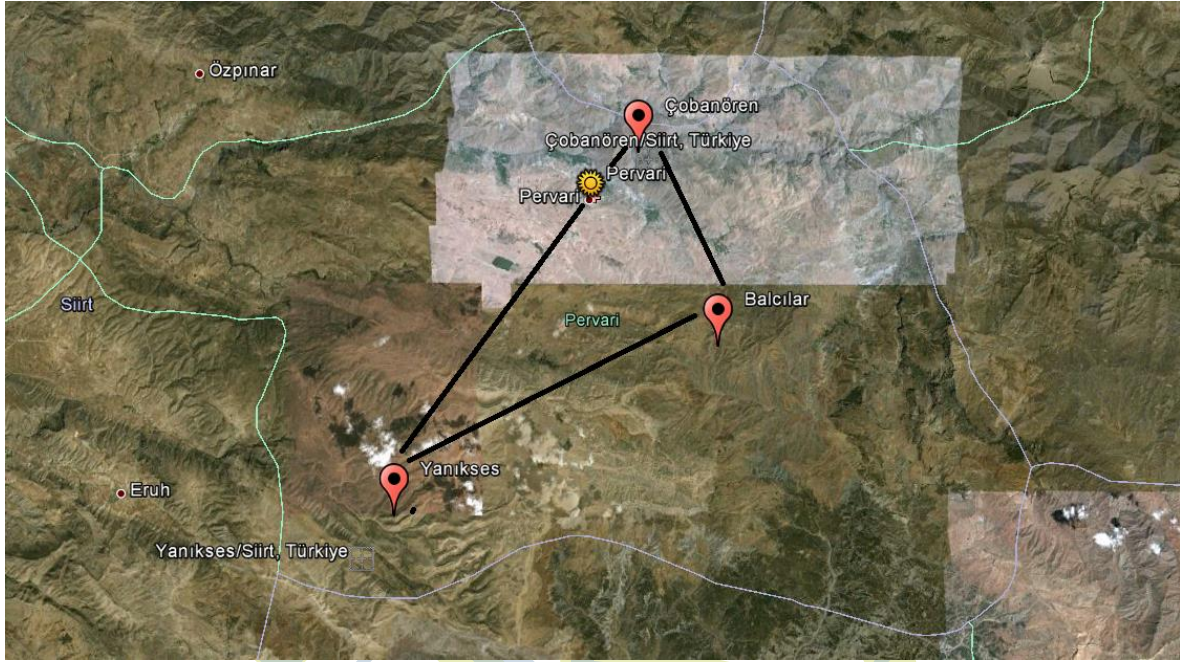 Özpınar
Çobanören
Çobanören/Siirt, Türkiye
Pervari
Pervari
Siirt
Balcılar
Pervari
Yanıkses
Eruh
Yanıkses/Siirt, Türkiye